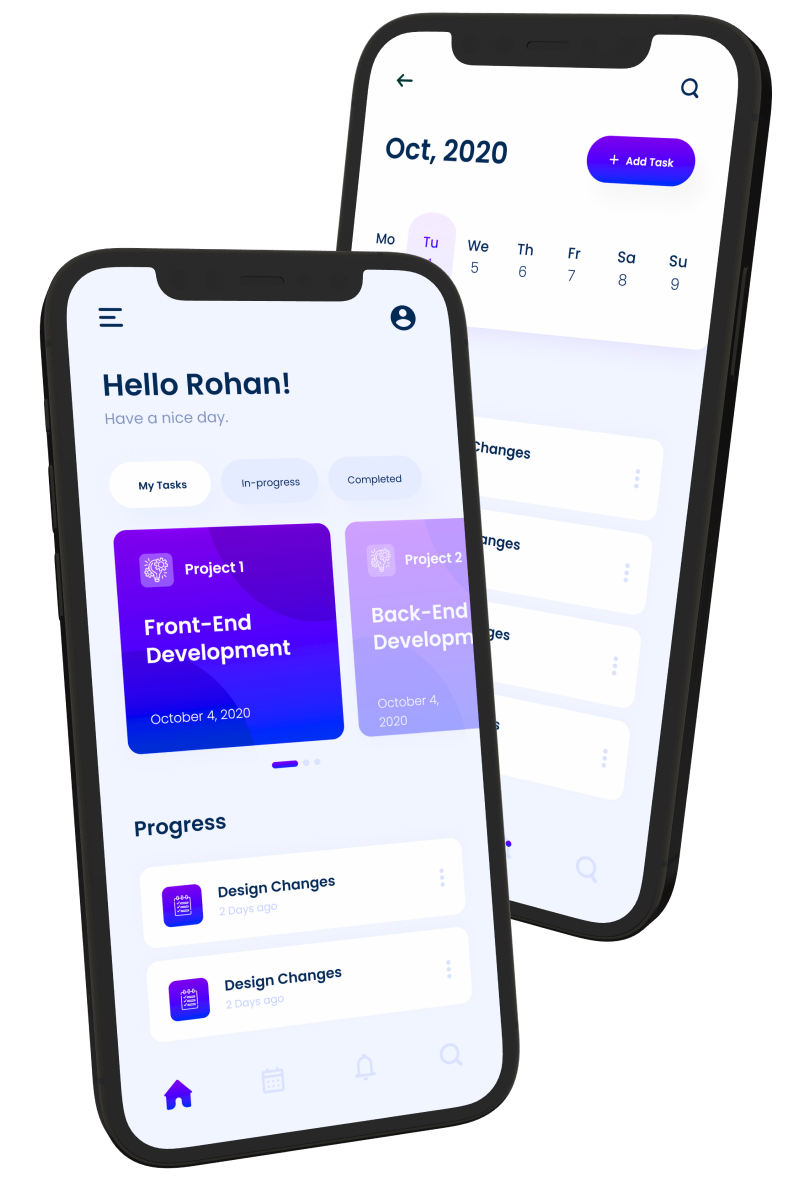 Oct, 2020
+ Add Task
Mo Tu We Th Fr Sa Su
5 6 7 8 9
Changes
Hello Rohan!
Have a nice day.
My Tasks In-progress Completed
Project 1
Front-End
Development
October 4, 2020
Project 2
Back-End
Developm
October 4,
2020
Progress
Design Changes
2 Days ago
Design Changes
2 Days ago